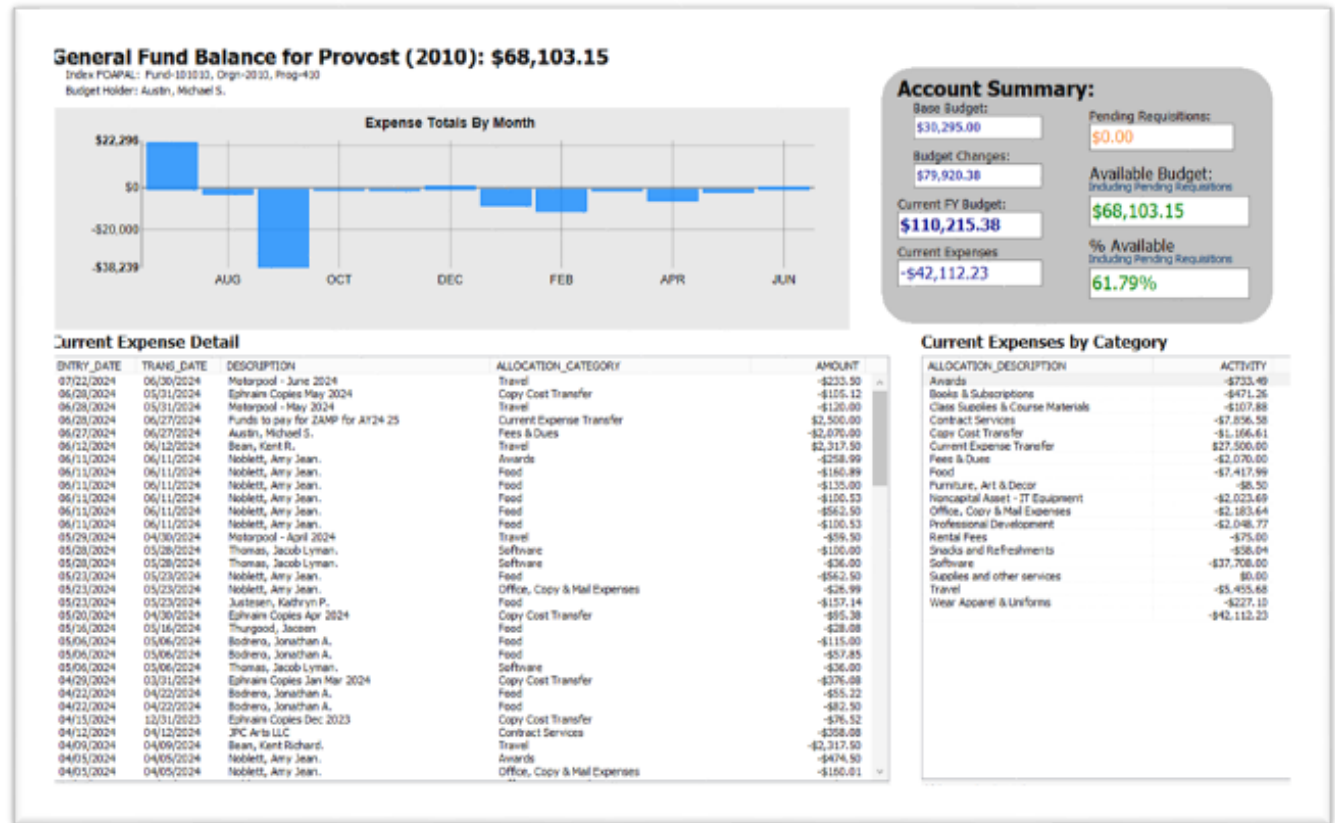 General Fund Balance for Provost (2010): $68,103.15
Index FOAPAL: Fund-101010, Orgn-2010, Prog-410
Budget Holder: Austin, Michael S.
Expense Totals By Month
$22,296
$0
-$20,000
-$38,239
AUG OCT DEC FEB APR JUN
Account Summary:
Base Budget:
$30,295.00
Budget Changes:
$79,920.38
Current FY Budget:
$110,215.38
Current Expenses
-$42,112.23
Pending Requisitions:
$0.00
Available Budget:
Including Pending Requisitions
$68,103.15
% Available
Including Pending Requisitions
61.79%
Current Expense Detail
ENTRY_DATE TRANS_DATE DESCRIPTION ALLOCATION_CATEGORY AMOUNT
07/22/2024 06/30/2024 Motorpool - June 2024 Travel -$233.50
06/28/2024 05/31/2024 Ephraim Copies May 2024 Copy Cost Transfer -$105.12
06/28/2024 05/31/2024 Motorpool - May 2024 Travel -$120.00
06/28/2024 06/27/2024 Funds to pay for ZAMP for AY24-25 Current Expense Transfer $2,500.00
06/27/2024 06/27/2024 Austin, Michael S. Fees & Dues -$2,070.00
06/12/2024 06/12/2024 Bean, Kent R. Travel $2,317.50
06/11/2024 06/11/2024 Noblett, Amy Jean. Awards -$258.99
06/11/2024 06/11/2024 Noblett, Amy Jean. Food -$160.89
06/11/2024 06/11/2024 Noblett, Amy Jean. Food -$135.00
06/11/2024 06/11/2024 Noblett, Amy Jean. Food -$100.53
06/11/2024 06/11/2024 Noblett, Amy Jean. Food -$562.50
06/11/2024 06/11/2024 Noblett, Amy Jean. Food -$100.53
05/29/2024 04/30/2024 Motorpool - April 2024 Travel -$59.50
05/28/2024 05/28/2024 Thomas, Jacob Lyman. Software -$100.00
05/28/2024 05/28/2024 Thomas, Jacob Lyman. Software -$36.00
05/23/2024 05/23/2024 Noblett, Amy Jean. Food -$562.50
05/23/2024 05/23/2024 Noblett, Amy Jean. Office, Copy & Mail Expenses -$26.99
05/23/2024 05/23/2024 Justesen, Kathryn P. Food -$157.14
05/20/2024 04/30/2024 Ephraim Copies Apr 2024 Copy Cost Transfer -$95.38
05/16/2024 05/16/2024 Thurgood, Jaceen Food -$28.08
05/06/2024 05/06/2024 Bodrero, Jonathan A. Food -$115.00
05/06/2024 05/06/2024 Bodrero, Jonathan A. Food -$57.85
05/06/2024 05/06/2024 Thomas, Jacob Lyman. Software -$36.00
04/29/2024 03/31/2024 Ephraim Copies Jan Mar 2024 Copy Cost Transfer -$376.08
04/22/2024 04/22/2024 Bodrero, Jonathan A. Food -$55.22
04/22/2024 04/22/2024 Bodrero, Jonathan A. Food -$82.50
04/15/2024 12/31/2023 Ephraim Copies Dec 2023 Copy Cost Transfer -$76.52
04/12/2024 04/12/2024 JPC Arts LLC Contract Services -$358.08
04/09/2024 04/09/2024 Bean, Kent Richard. Travel -$2,317.50
04/05/2024 04/05/2024 Noblett, Amy Jean. Awards -$474.50
04/05/2024 04/05/2024 Noblett, Amy Jean. Office, Copy & Mail Expenses -$160.01
Current Expenses by Category
ALLOCATION_DESCRIPTION ACTIVITY
Awards -$733.49
Books & Subscriptions -$471.26
Class Supplies & Course Materials -$107.88
Contract Services -$7,856.58
Copy Cost Transfer -$1,166.61
Current Expense Transfer $27,500.00
Fees & Dues -$2,070.00
Food -$7,417.99
Furniture, Art & Decor -$8.50
Noncapital Asset - IT Equipment -$2,023.69
Office, Copy & Mail Expenses -$2,183.64
Professional Development -$2,048.77
Rental Fees -$75.00
Snacks and Refreshments -$58.04
Software -$37,708.00
Supplies and other services $0.00
Travel -$5,455.68
Wear Apparel & Uniforms -$227.10
-$42,112.23